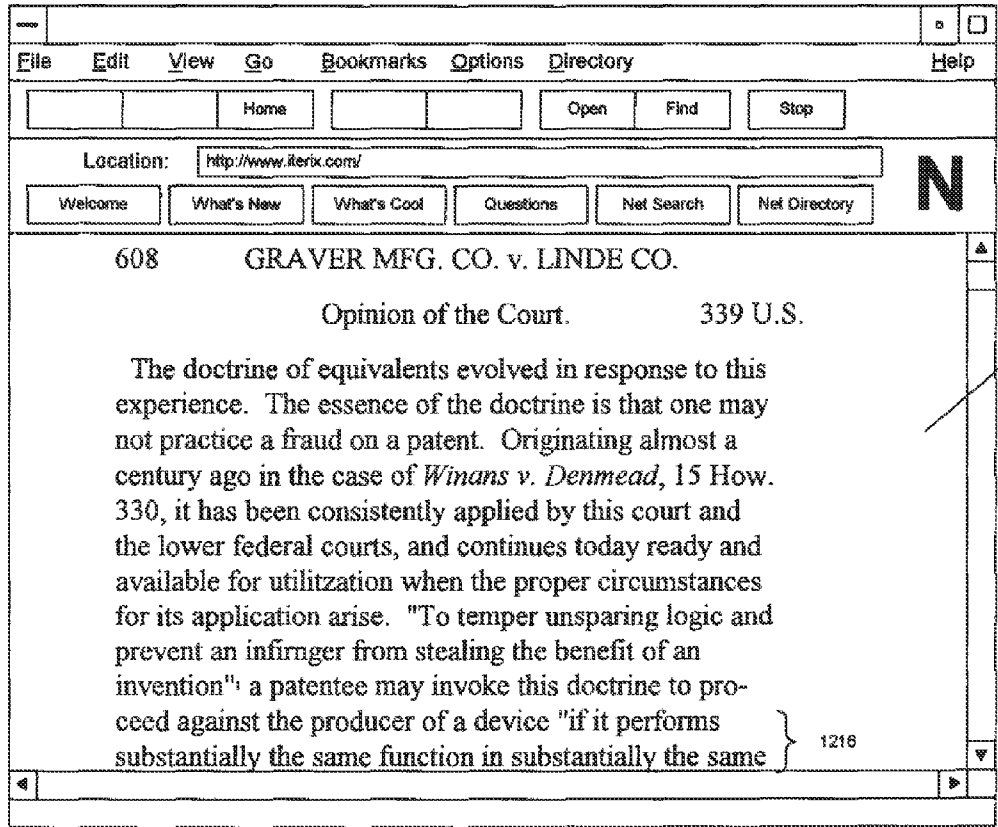 File Edit View Go Bookmarks Options Directory Help
Home Open Find Stop
Location: http://www.iterix.com/
N
Welcome What's New What's Cool Questions Net Search Net Directory
608 GRAVER MFG. CO. v. LINDE CO.
Opinion of the Court. 339 U.S.
The doctrine of equivalents evolved in response to this
experience. The essence of the doctrine is that one may
not practice a fraud on a patent. Originating almost a
century ago in the case of Winans v. Denmead, 15 How.
330, it has been consistently applied by this court and
the lower federal courts, and continues today ready and
available for utilitzation when the proper circumstances
for its application arise. "To temper unsparing logic and
prevent an infirnger from stealing the benefit of an
invention"¹ a patentee may invoke this doctrine to pro-
ceed against the producer of a device "if it performs
substantially the same function in substantially the same
1216